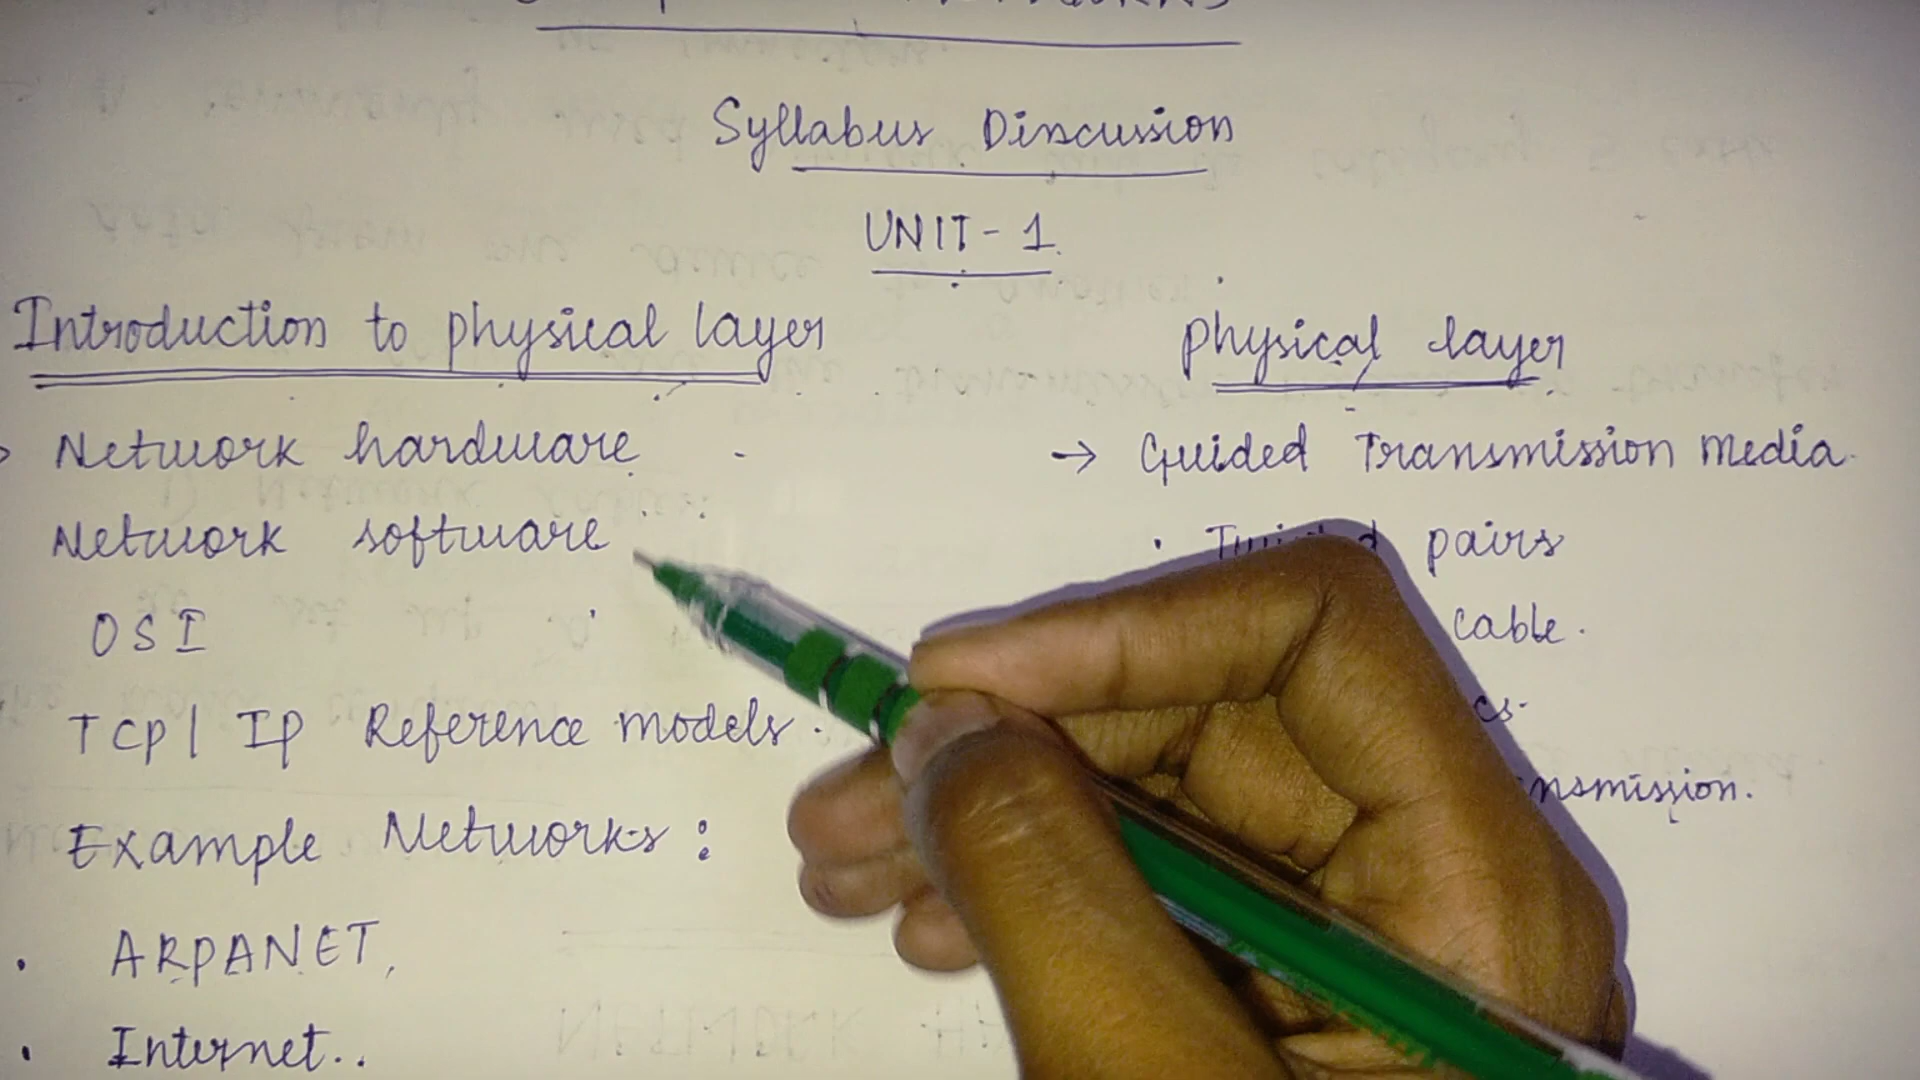 Syllabus Discussion
UNIT-1.
Introduction to physical layer
Network hardware
Network software
OSI
TCP/IP Reference models.
Example Networks:
• ARPANET,
• Internet..
physical layer
→ Guided Transmission Media.
• pairs
cable.